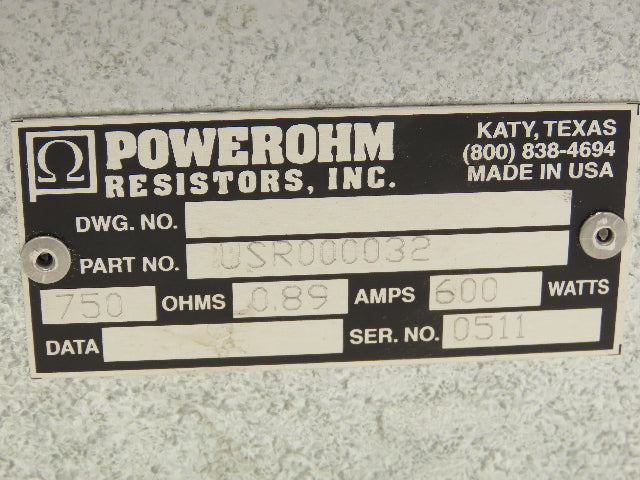 Ω POWEROHM
RESISTORS, INC.
KATY, TEXAS
(800) 838-4694
MADE IN USA
DWG. NO.
PART NO. USR000032
750 OHMS 0.89 AMPS 600 WATTS
DATA SER. NO. 0511